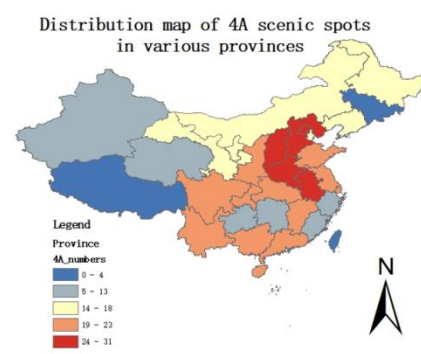 Distribution map of 4A scenic spots
in various provinces
Legend
Province
4A_numbers
0 - 4
5 - 13
14 - 18
19 - 23
24 - 31
N